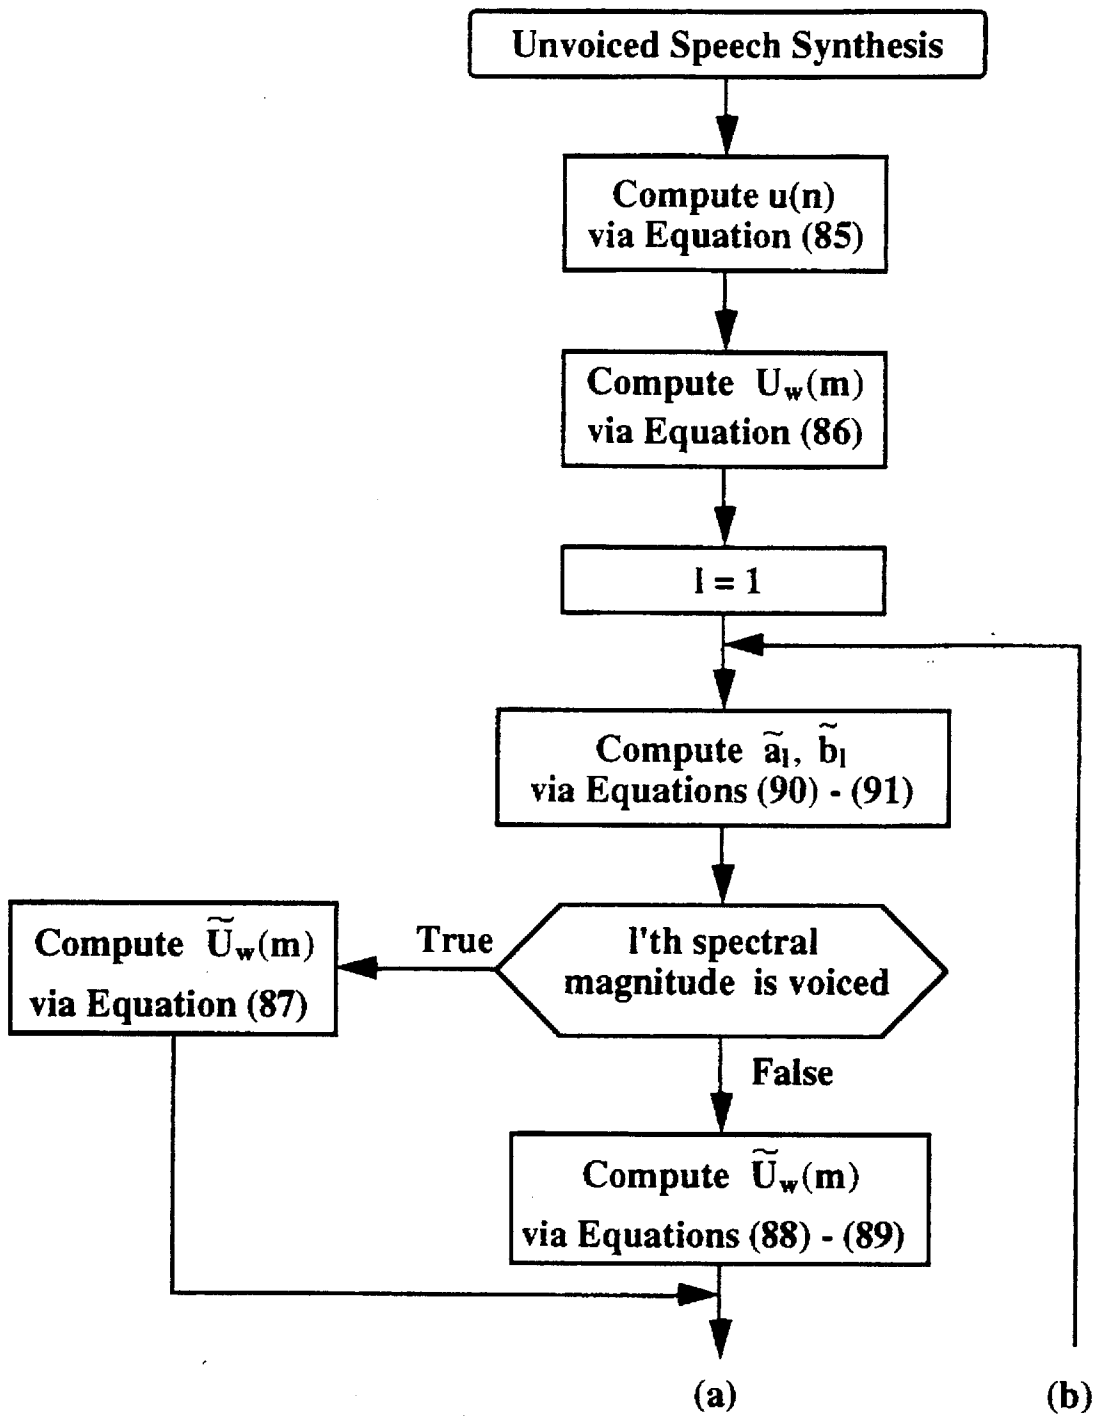 Unvoiced Speech Synthesis
Compute u(n)
via Equation (85)
Compute U_w(m)
via Equation (86)
l = 1
Compute ã_l, b̃_l
via Equations (90) - (91)
True
l'th spectral
magnitude is voiced
Compute Ũ_w(m)
via Equation (87)
False
Compute Ũ_w(m)
via Equations (88) - (89)
(a)
(b)